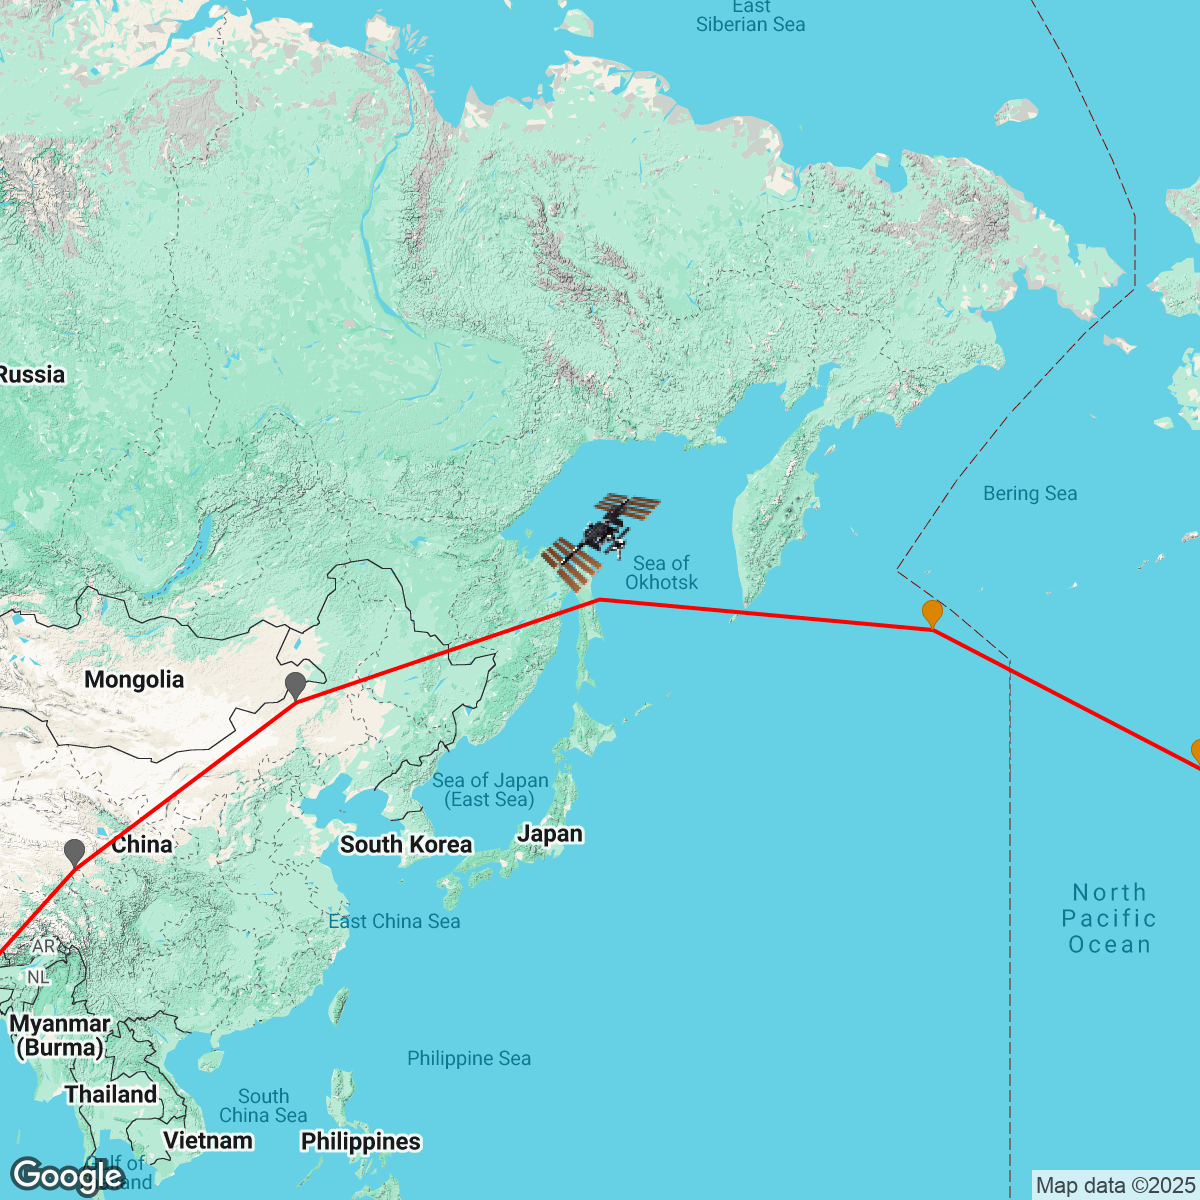 East
Siberian Sea
Russia
Bering Sea
Sea of
Okhotsk
Mongolia
Sea of Japan
(East Sea)
Japan
China
South Korea
North
Pacific
Ocean
East China Sea
AR
NL
Myanmar
(Burma)
Philippine Sea
Thailand
South
China Sea
Vietnam
Philippines
Gulf of
Google
Map data ©2025